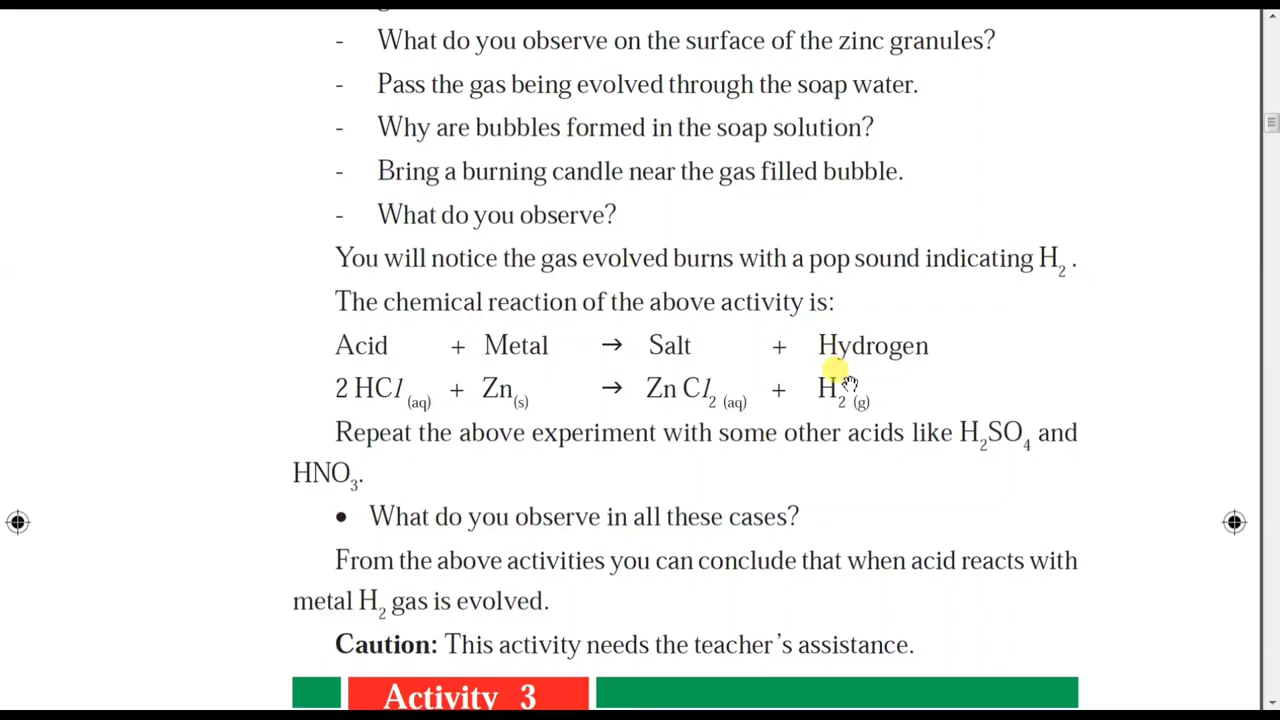 - What do you observe on the surface of the zinc granules?
- Pass the gas being evolved through the soap water.
- Why are bubbles formed in the soap solution?
- Bring a burning candle near the gas filled bubble.
- What do you observe?
You will notice the gas evolved burns with a pop sound indicating H₂ .
The chemical reaction of the above activity is:
Acid + Metal → Salt + Hydrogen
2 HCl (aq) + Zn(s) → Zn Cl₂ (aq) + H₂ (g)
Repeat the above experiment with some other acids like H₂SO₄ and
HNO₃.
• What do you observe in all these cases?
From the above activities you can conclude that when acid reacts with
metal H₂ gas is evolved.
Caution: This activity needs the teacher's assistance.
Activity 3